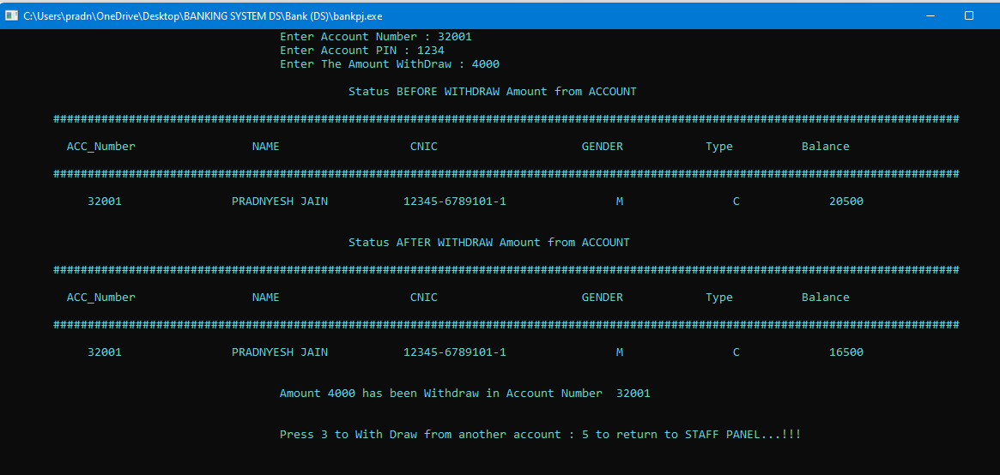 C:\Users\pradn\OneDrive\Desktop\BANKING SYSTEM DS\Bank (DS)\bankpj.exe
Enter Account Number : 32001
Enter Account PIN : 1234
Enter The Amount WithDraw : 4000
Status BEFORE WITHDRAW Amount from ACCOUNT
####################################################################################################################################
ACC_Number NAME CNIC GENDER Type Balance
####################################################################################################################################
32001 PRADNYESH JAIN 12345-6789101-1 M C 20500
Status AFTER WITHDRAW Amount from ACCOUNT
####################################################################################################################################
ACC_Number NAME CNIC GENDER Type Balance
####################################################################################################################################
32001 PRADNYESH JAIN 12345-6789101-1 M C 16500
Amount 4000 has been Withdraw in Account Number  32001
Press 3 to With Draw from another account : 5 to return to STAFF PANEL...!!!